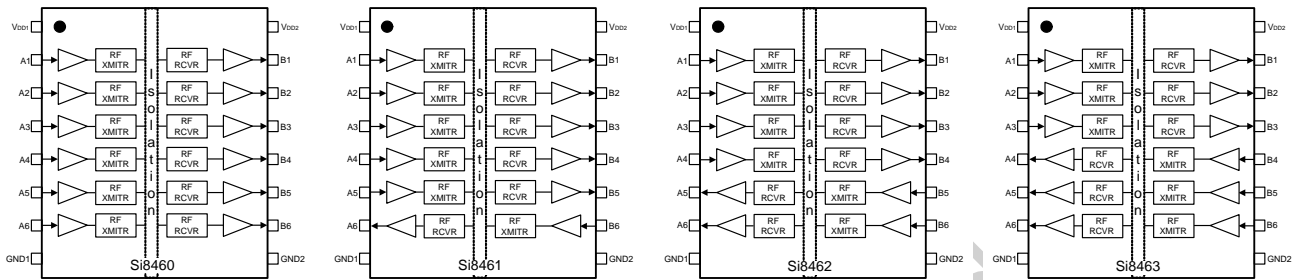 VDD1 VDD2
A1 RF XMITR RF RCVR B1
A2 RF XMITR RF RCVR B2
A3 RF XMITR RF RCVR B3
A4 RF XMITR RF RCVR B4
A5 RF XMITR RF RCVR B5
A6 RF XMITR RF RCVR B6
Isolation
GND1 GND2
Si8460
VDD1 VDD2
A1 RF XMITR RF RCVR B1
A2 RF XMITR RF RCVR B2
A3 RF XMITR RF RCVR B3
A4 RF XMITR RF RCVR B4
A5 RF XMITR RF RCVR B5
A6 RF RCVR RF XMITR B6
Isolation
GND1 GND2
Si8461
VDD1 VDD2
A1 RF XMITR RF RCVR B1
A2 RF XMITR RF RCVR B2
A3 RF XMITR RF RCVR B3
A4 RF XMITR RF RCVR B4
A5 RF RCVR RF XMITR B5
A6 RF RCVR RF XMITR B6
Isolation
GND1 GND2
Si8462
VDD1 VDD2
A1 RF XMITR RF RCVR B1
A2 RF XMITR RF RCVR B2
A3 RF XMITR RF RCVR B3
A4 RF RCVR RF XMITR B4
A5 RF RCVR RF XMITR B5
A6 RF RCVR RF XMITR B6
Isolation
GND1 GND2
Si8463